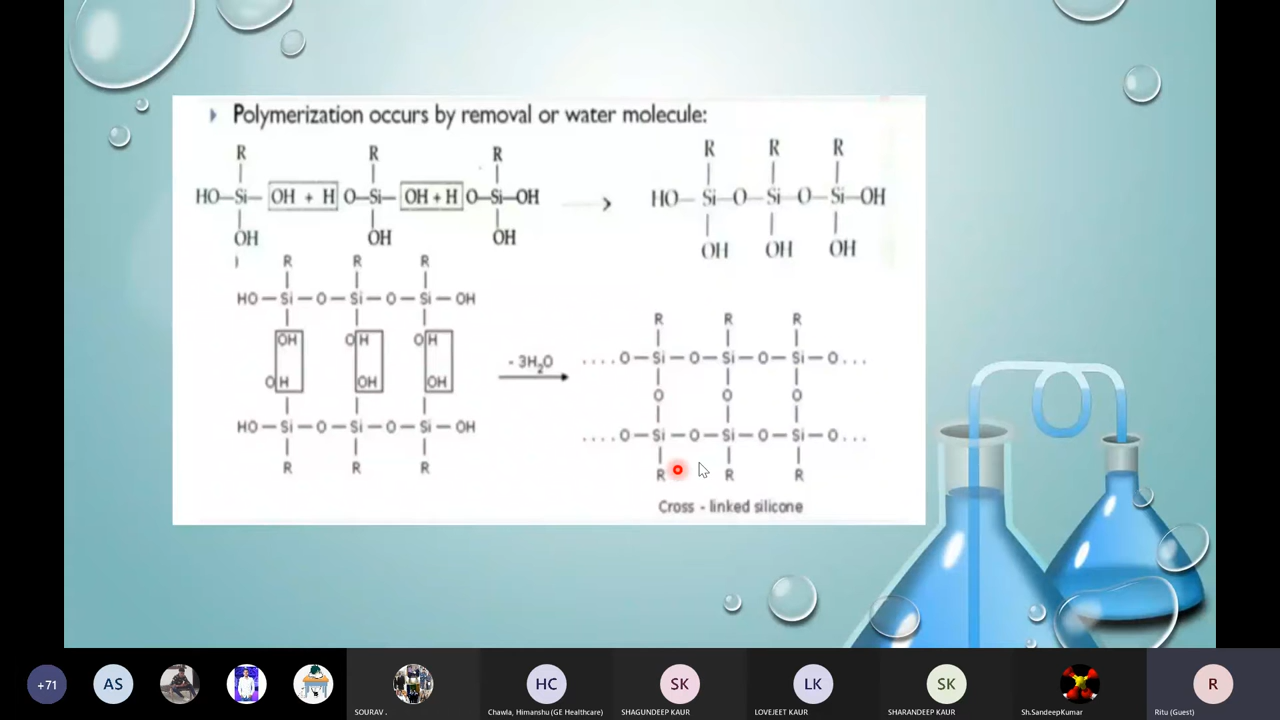 Polymerization occurs by removal or water molecule:
R R R R R R
HO—Si— OH + H O—Si— OH + H O—Si—OH HO—Si—O—Si—O—Si—OH
OH OH OH OH OH OH
R R R
HO—Si—O—Si—O—Si—OH
OH OH OH
OH OH OH
HO—Si—O—Si—O—Si—OH
R R R
- 3H₂O
R R R
....O—Si—O—Si—O—Si—O...
O O O
....O—Si—O—Si—O—Si—O...
R R R
Cross - linked silicone
+71
AS
SOURAV .
HC
Chawla, Himanshu (GE Healthcare)
SK
SHAGUNDEEP KAUR
LK
LOVEJEET KAUR
SK
SHARANDEEP KAUR
Sh.SandeepKumar
R
Ritu (Guest)